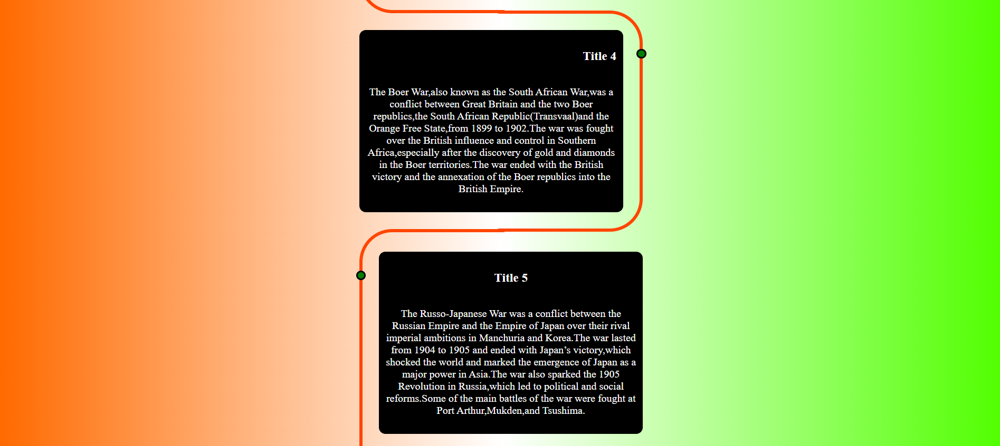 Title 4
The Boer War,also known as the South African War,was a
conflict between Great Britain and the two Boer
republics,the South African Republic(Transvaal)and the
Orange Free State,from 1899 to 1902.The war was fought
over the British influence and control in Southern
Africa,especially after the discovery of gold and diamonds
in the Boer territories.The war ended with the British
victory and the annexation of the Boer republics into the
British Empire.
Title 5
The Russo-Japanese War was a conflict between the
Russian Empire and the Empire of Japan over their rival
imperial ambitions in Manchuria and Korea.The war lasted
from 1904 to 1905 and ended with Japan’s victory,which
shocked the world and marked the emergence of Japan as a
major power in Asia.The war also sparked the 1905
Revolution in Russia,which led to political and social
reforms.Some of the main battles of the war were fought at
Port Arthur,Mukden,and Tsushima.